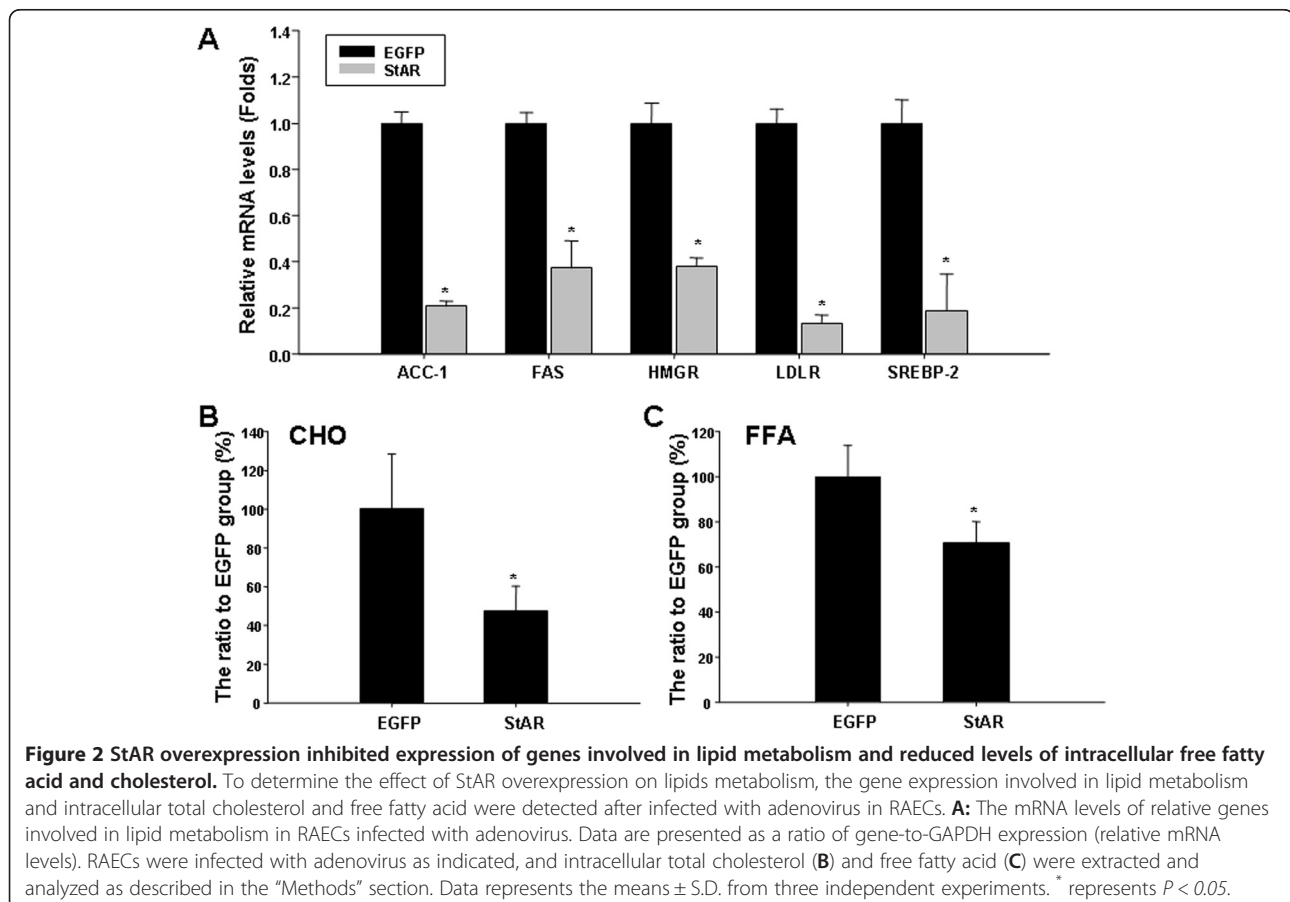 A
Relative mRNA levels (Folds)
1.4
1.2
1.0
0.8
0.6
0.4
0.2
0.0
EGFP
StAR
*
*
*
*
*
ACC-1 FAS HMGR LDLR SREBP-2
B
CHO
The ratio to EGFP group (%)
140
120
100
80
60
40
20
0
*
EGFP StAR
C
FFA
The ratio to EGFP group (%)
120
100
80
60
40
20
0
*
EGFP StAR
Figure 2 StAR overexpression inhibited expression of genes involved in lipid metabolism and reduced levels of intracellular free fatty
acid and cholesterol. To determine the effect of StAR overexpression on lipids metabolism, the gene expression involved in lipid metabolism
and intracellular total cholesterol and free fatty acid were detected after infected with adenovirus in RAECs. A: The mRNA levels of relative genes
involved in lipid metabolism in RAECs infected with adenovirus. Data are presented as a ratio of gene-to-GAPDH expression (relative mRNA
levels). RAECs were infected with adenovirus as indicated, and intracellular total cholesterol (B) and free fatty acid (C) were extracted and
analyzed as described in the “Methods” section. Data represents the means ± S.D. from three independent experiments. * represents P < 0.05.